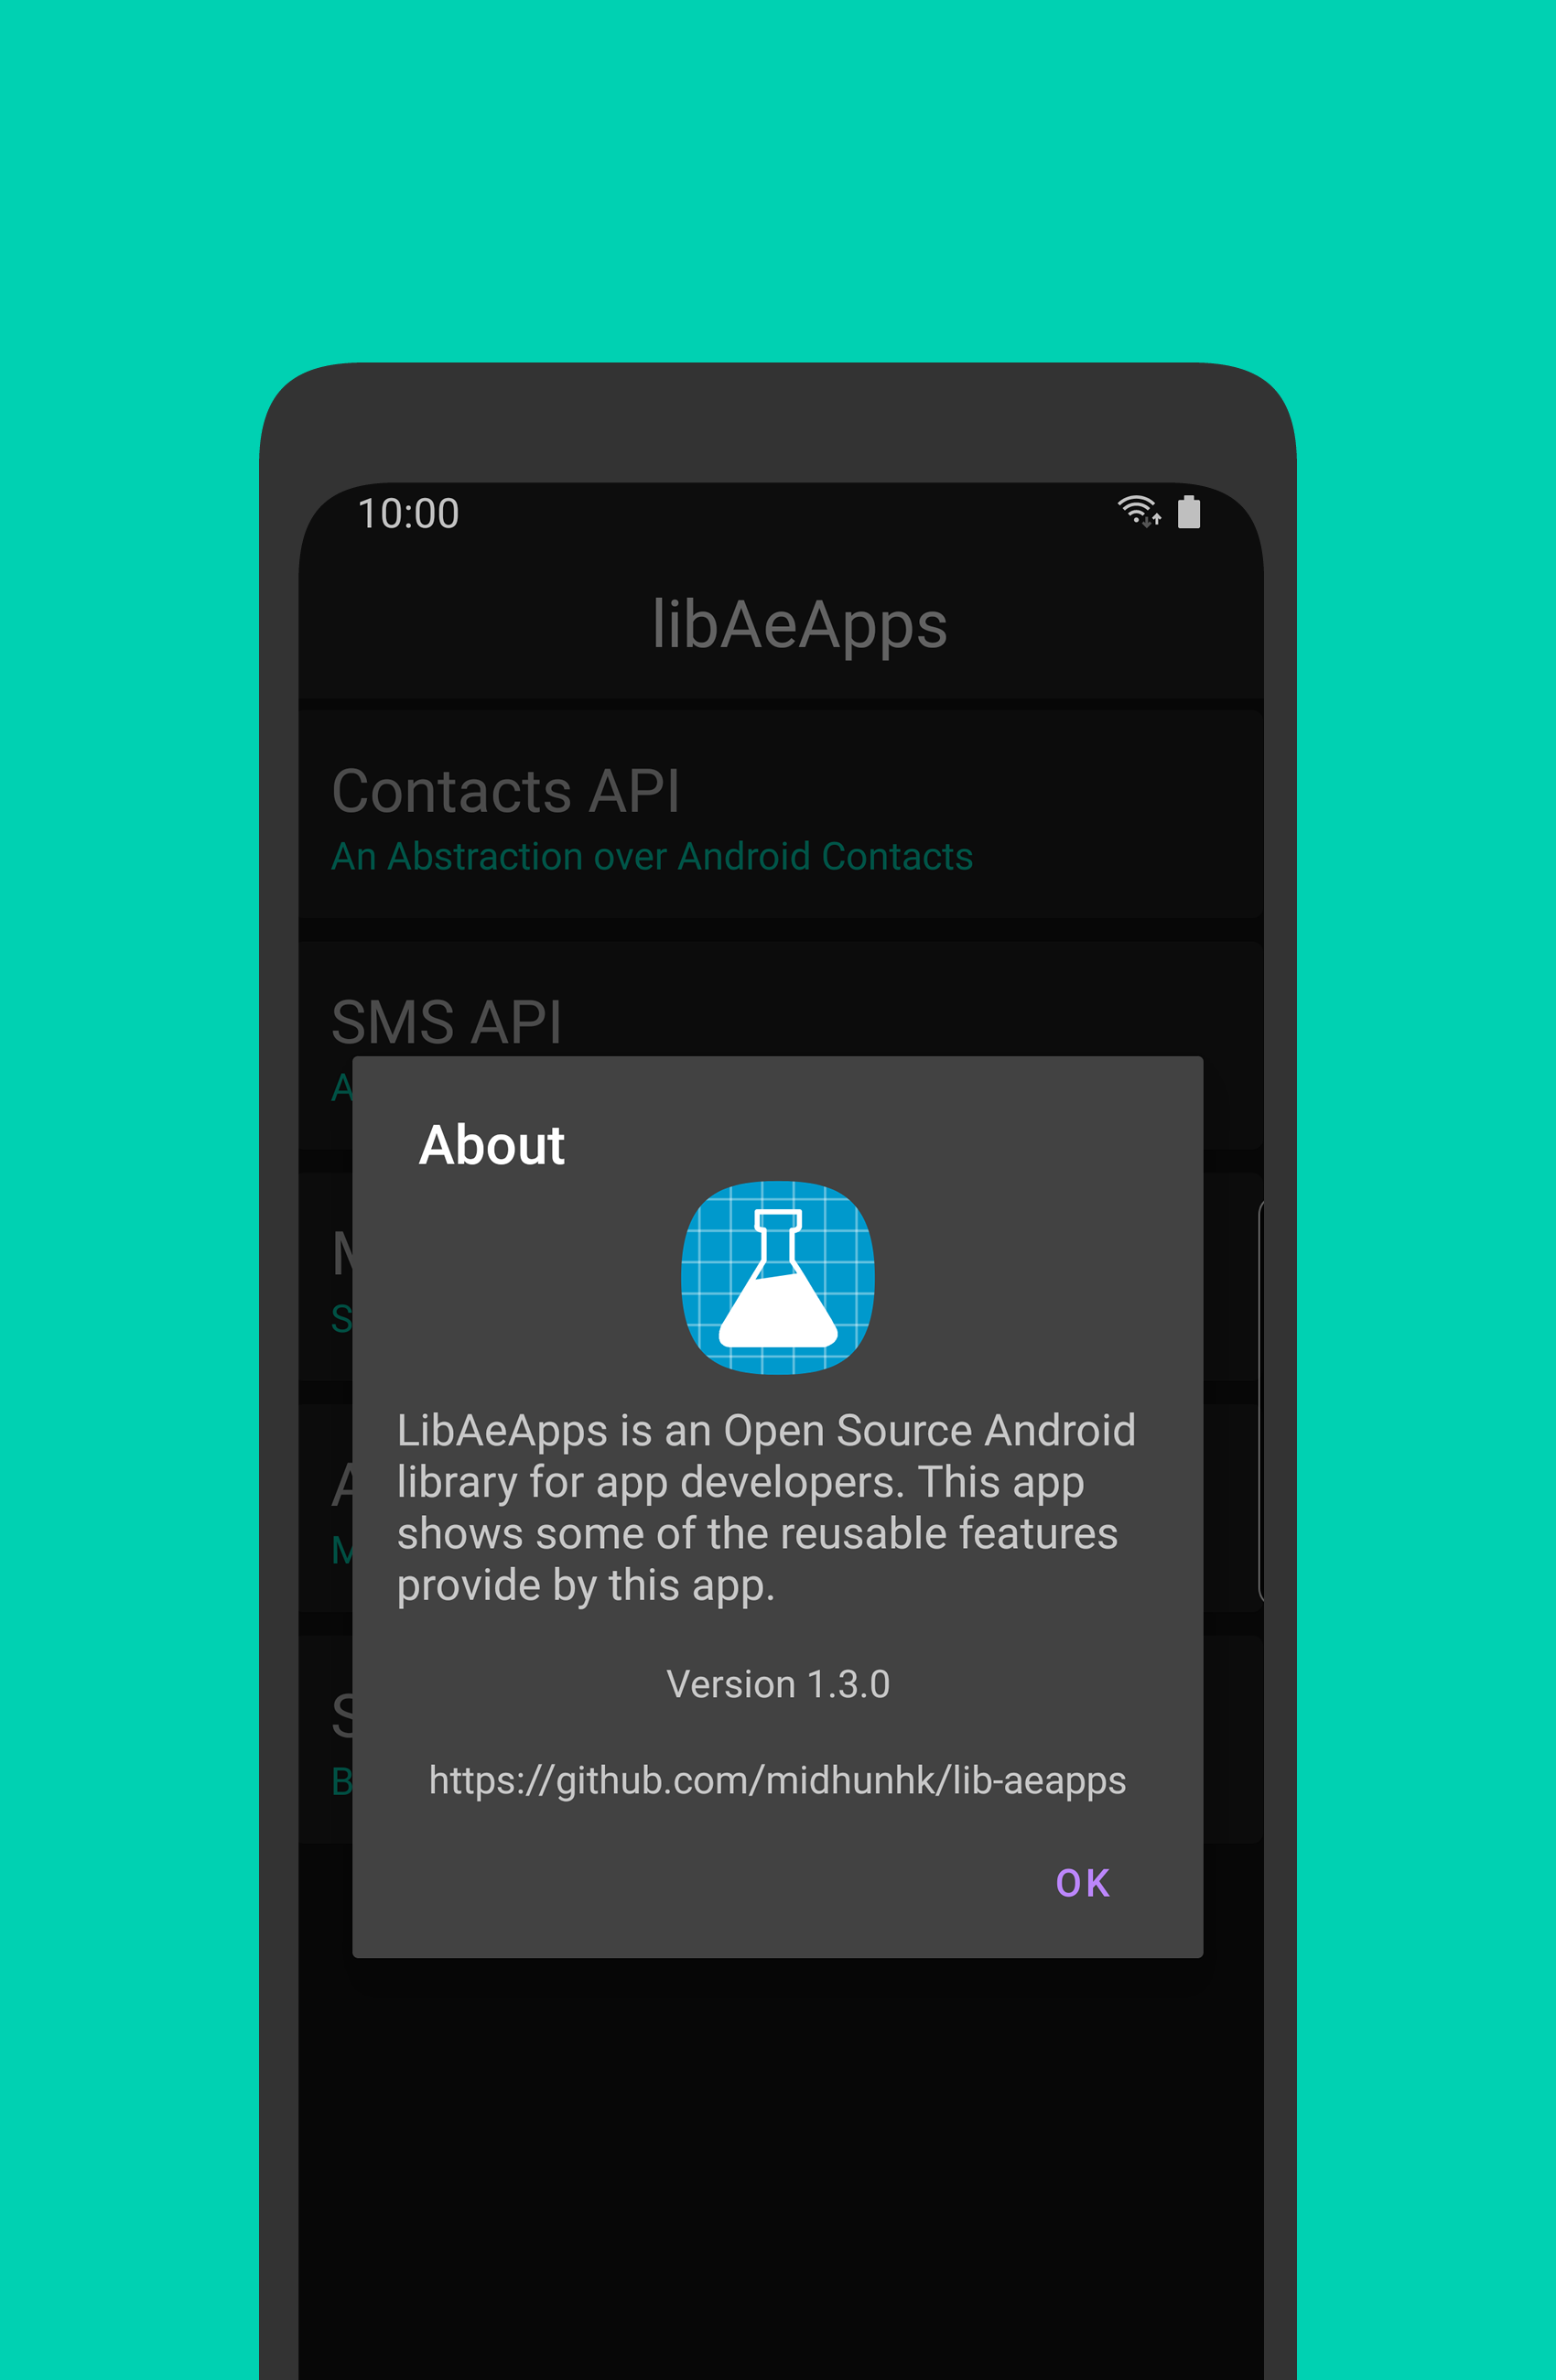 10:00
libAeApps
Contacts API
An Abstraction over Android Contacts
SMS API
About
LibAeApps is an Open Source Android
library for app developers. This app
shows some of the reusable features
provide by this app.
Version 1.3.0
https://github.com/midhunhk/lib-aeapps
OK